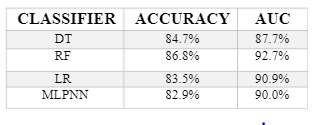 CLASSIFIER ACCURACY AUC
DT 84.7% 87.7%
RF 86.8% 92.7%
LR 83.5% 90.9%
MLPNN 82.9% 90.0%